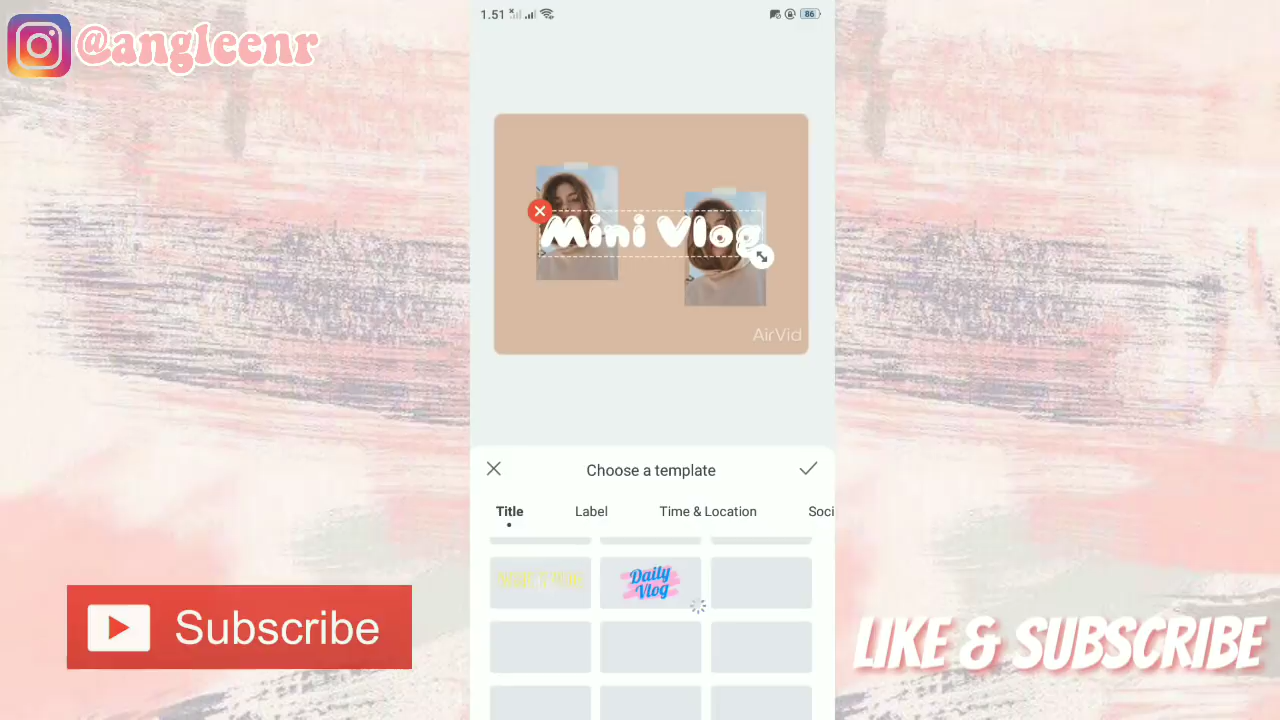 @angleenr
1.51
86
Mini Vlog
AirVid
Choose a template
Title
Label
Time & Location
Soci
Daily
Vlog
Subscribe
LIKE & SUBSCRIBE